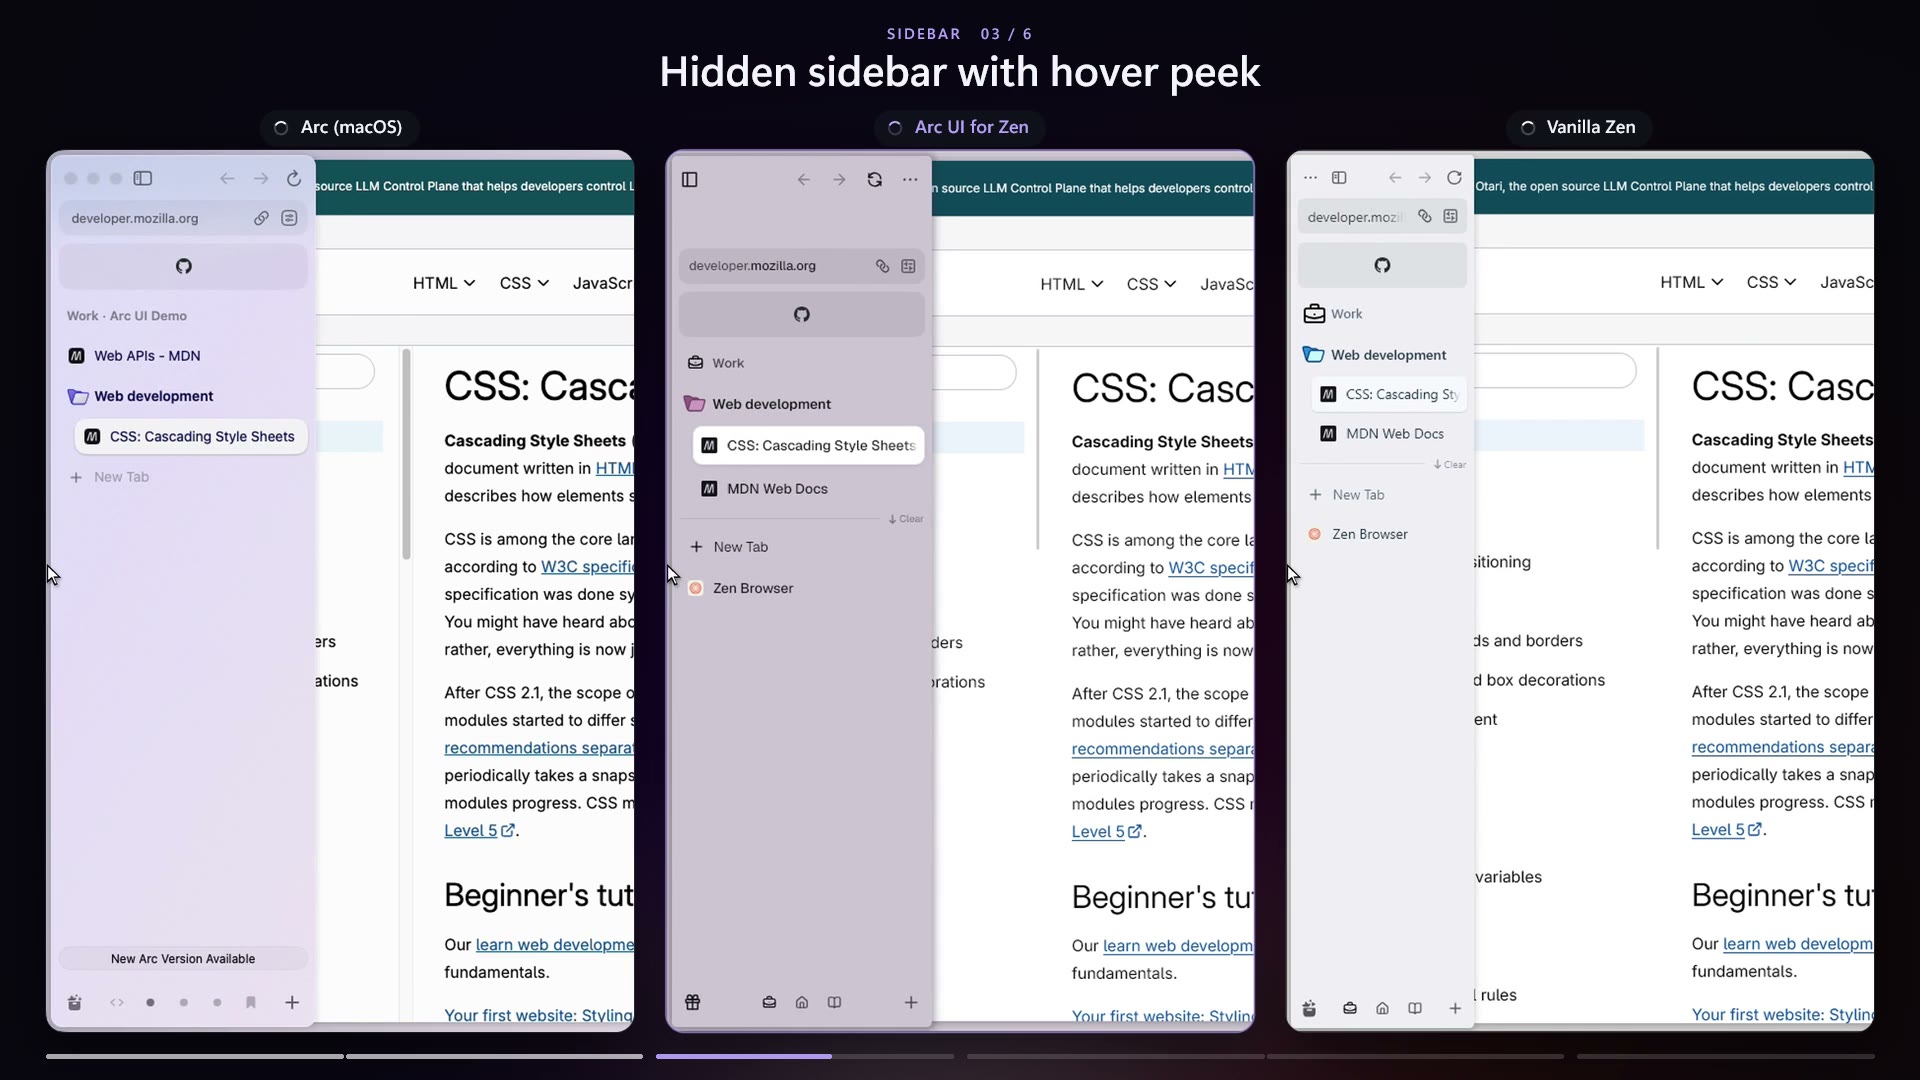 SIDEBAR 03 / 6
Hidden sidebar with hover peek
Arc (macOS)
developer.mozilla.org
Work · Arc UI Demo
Web APIs - MDN
Web development
CSS: Cascading Style Sheets
New Tab
New Arc Version Available
source LLM Control Plane that helps developers control L
HTML
CSS
JavaScr
CSS: Casca
Cascading Style Sheets (
document written in HTML
describes how elements s
CSS is among the core lan
according to W3C specific
specification was done sy
You might have heard abo
rather, everything is now j
ers
ations
After CSS 2.1, the scope o
modules started to differ s
recommendations separat
periodically takes a snaps
modules progress. CSS m
Level 5.
Beginner's tut
Our learn web developme
fundamentals.
Your first website: Styling
Arc UI for Zen
developer.mozilla.org
Work
Web development
CSS: Cascading Style Sheets
MDN Web Docs
Clear
New Tab
Zen Browser
n source LLM Control Plane that helps developers control
HTML
CSS
JavaSc
CSS: Casc
Cascading Style Sheets
document written in HTM
describes how elements
CSS is among the core la
according to W3C specif
specification was done s
You might have heard ab
rather, everything is now
ders
orations
After CSS 2.1, the scope
modules started to differ
recommendations separa
periodically takes a snap
modules progress. CSS r
Level 5.
Beginner's tu
Our learn web developm
fundamentals.
Your first website: Stylin
Vanilla Zen
developer.mozil
Work
Web development
CSS: Cascading Sty
MDN Web Docs
Clear
New Tab
Zen Browser
Otari, the open source LLM Control Plane that helps developers control
HTML
CSS
JavaSc
CSS: Casc
Cascading Style Sheets
document written in HTM
describes how elements
CSS is among the core la
according to W3C specif
specification was done s
You might have heard ab
rather, everything is now
sitioning
ds and borders
d box decorations
ent
variables
l rules
After CSS 2.1, the scope
modules started to differ
recommendations separa
periodically takes a snap
modules progress. CSS r
Level 5.
Beginner's tu
Our learn web developm
fundamentals.
Your first website: Stylin